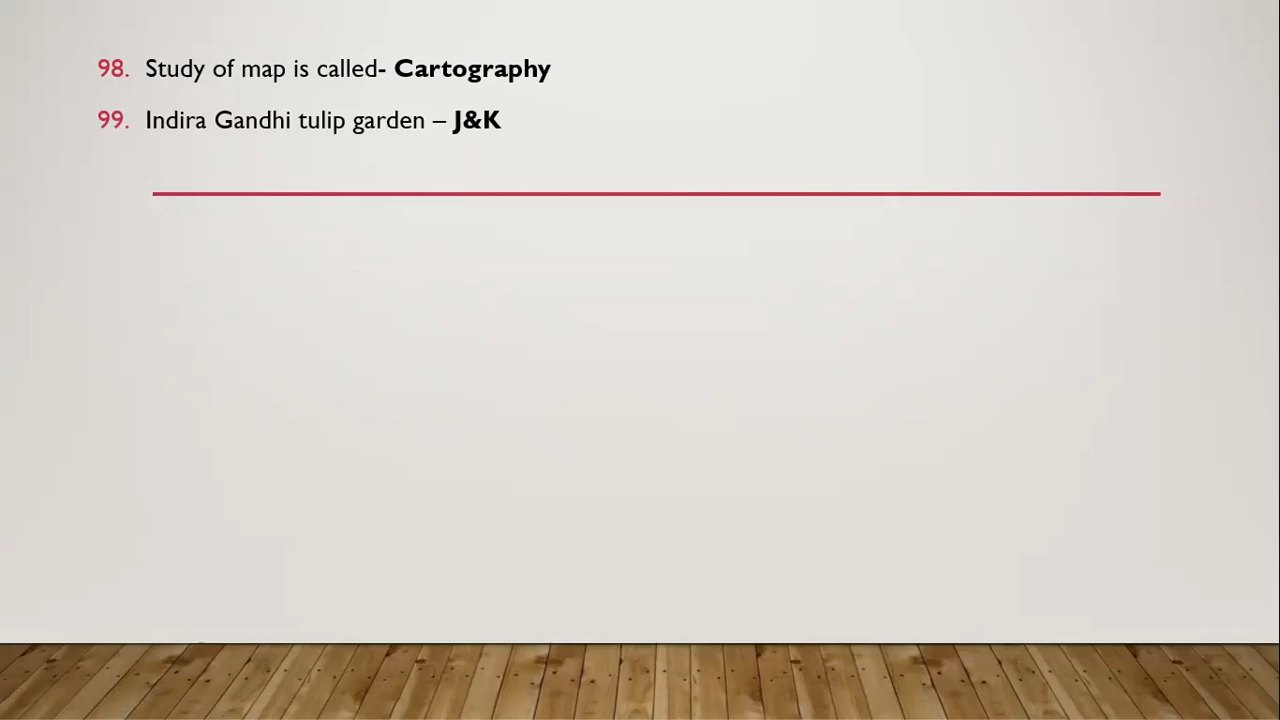 98. Study of map is called- Cartography
99. Indira Gandhi tulip garden – J&K